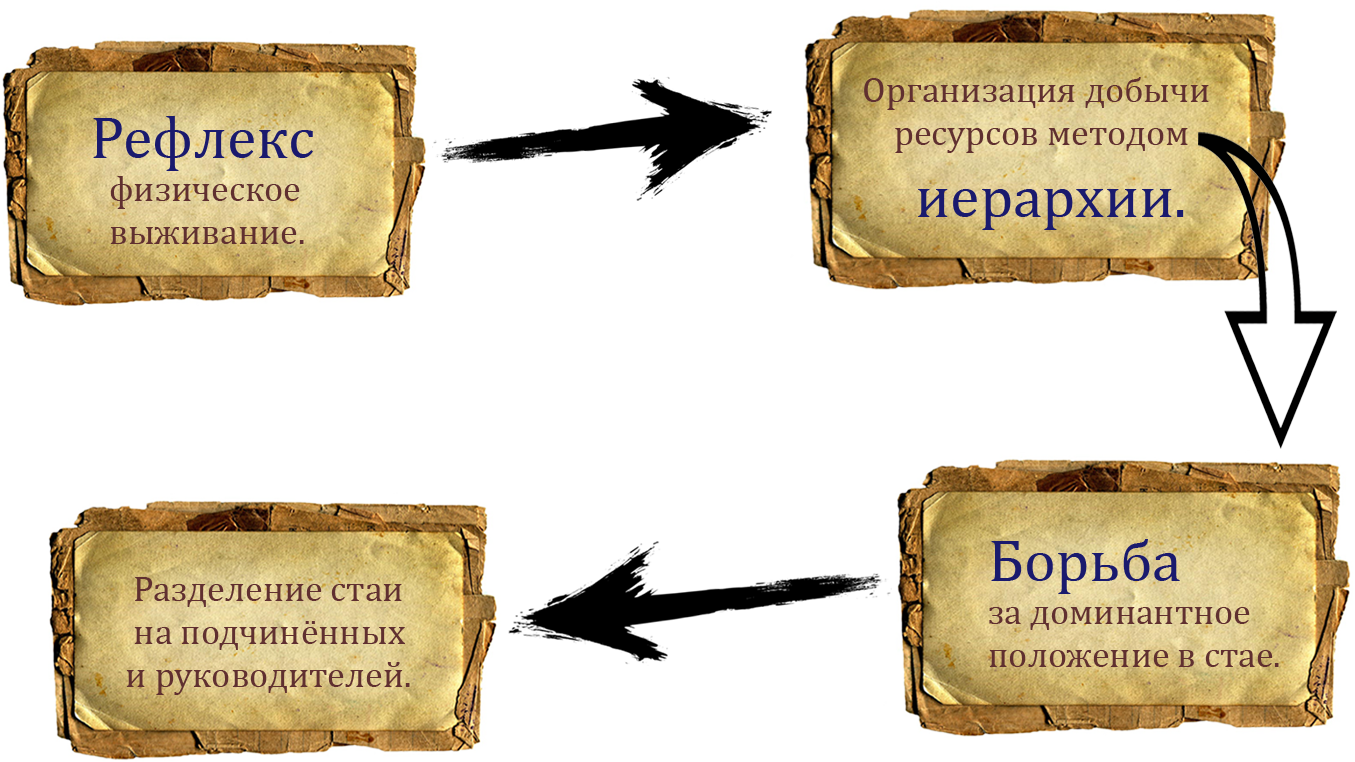 Рефлекс
физическое
выживание.
Организация добычи
ресурсов методом
иерархии.
Борьба
за доминантное
положение в стае.
Разделение стаи
на подчинённых
и руководителей.